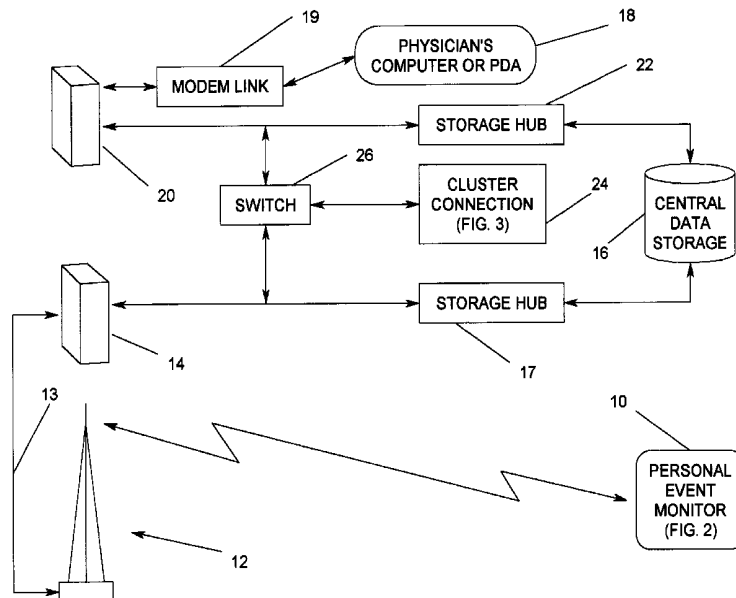 19
18
PHYSICIAN'S
COMPUTER OR PDA
MODEM LINK
22
STORAGE HUB
20
26
SWITCH
CLUSTER
CONNECTION
(FIG. 3)
24
CENTRAL
DATA
STORAGE
16
STORAGE HUB
14
17
13
10
PERSONAL
EVENT
MONITOR
(FIG. 2)
12